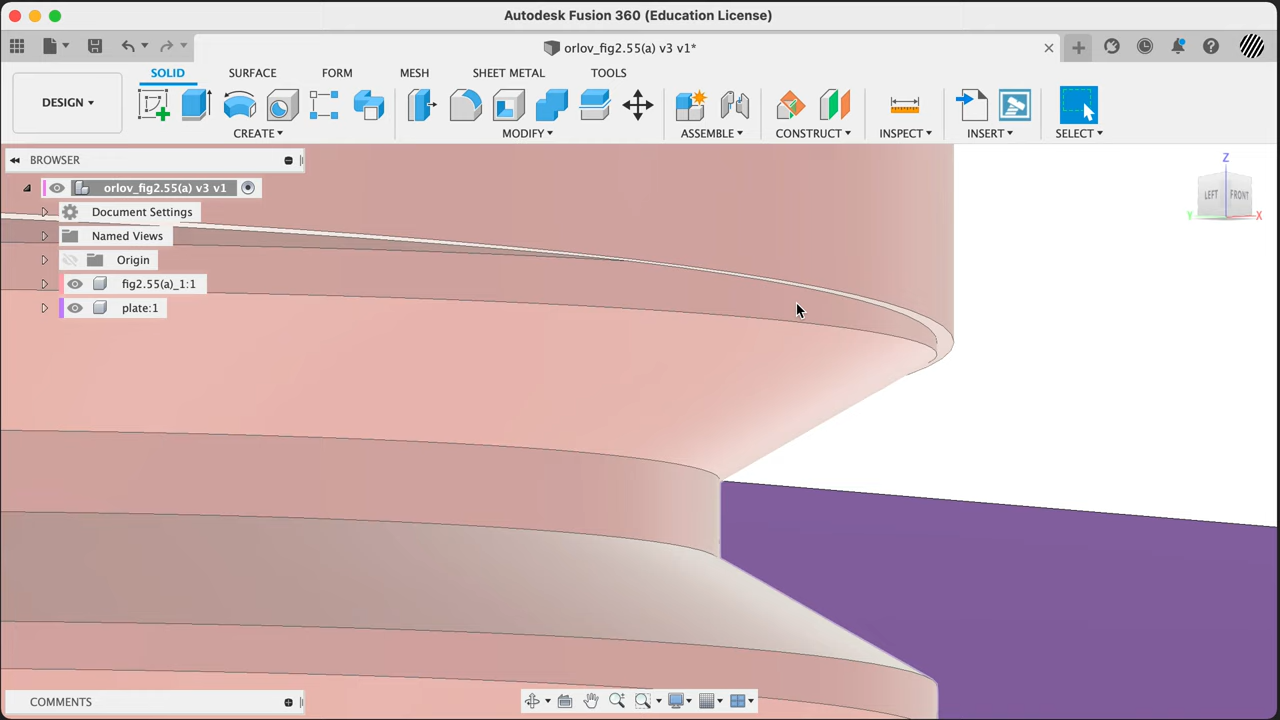 Autodesk Fusion 360 (Education License)
orlov_fig2.55(a) v3 v1*
SOLID SURFACE FORM MESH SHEET METAL TOOLS
DESIGN
CREATE MODIFY ASSEMBLE CONSTRUCT INSPECT INSERT SELECT
BROWSER
orlov_fig2.55(a) v3 v1
Document Settings
Named Views
Origin
fig2.55(a)_1:1
plate:1
Z
LEFT FRONT
Y X
COMMENTS